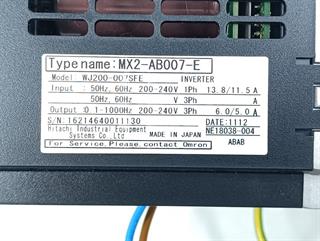 Type name: MX2-AB007-E
Model: WJ200-007SFE INVERTER
Input : 50Hz, 60Hz 200-240 V 1Ph 13.8/11.5 A
50Hz, 60Hz V 3Ph A
Output: 0.1-1000Hz 200-240 V 3Ph 6.0/5.0 A
S/N: 16214640011130 DATE: 1112
Hitachi Industrial Equipment Systems Co., Ltd. MADE IN JAPAN NE18038-004
For Service, Please contact Omron ABAB